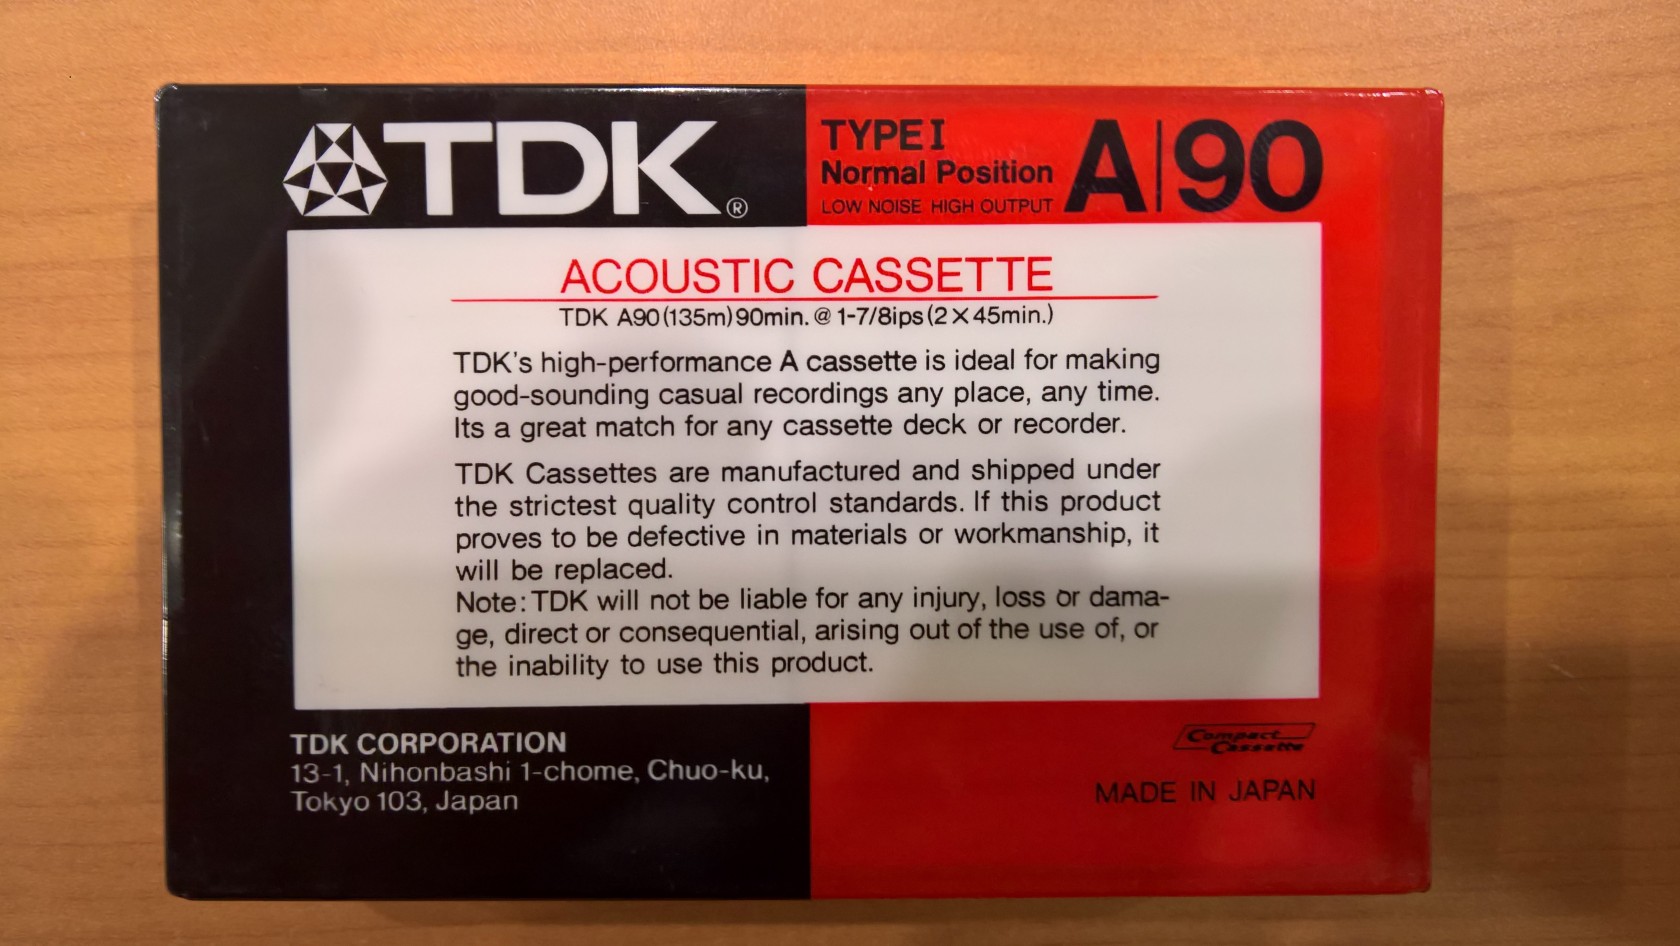 TDK®
TYPE I
Normal Position
LOW NOISE HIGH OUTPUT
A|90
ACOUSTIC CASSETTE
TDK A90(135m)90min.@1-7/8ips(2×45min.)
TDK's high-performance A cassette is ideal for making
good-sounding casual recordings any place, any time.
Its a great match for any cassette deck or recorder.
TDK Cassettes are manufactured and shipped under
the strictest quality control standards. If this product
proves to be defective in materials or workmanship, it
will be replaced.
Note:TDK will not be liable for any injury, loss or dama-
ge, direct or consequential, arising out of the use of, or
the inability to use this product.
TDK CORPORATION
13-1, Nihonbashi 1-chome, Chuo-ku,
Tokyo 103, Japan
Compact
Cassette
MADE IN JAPAN